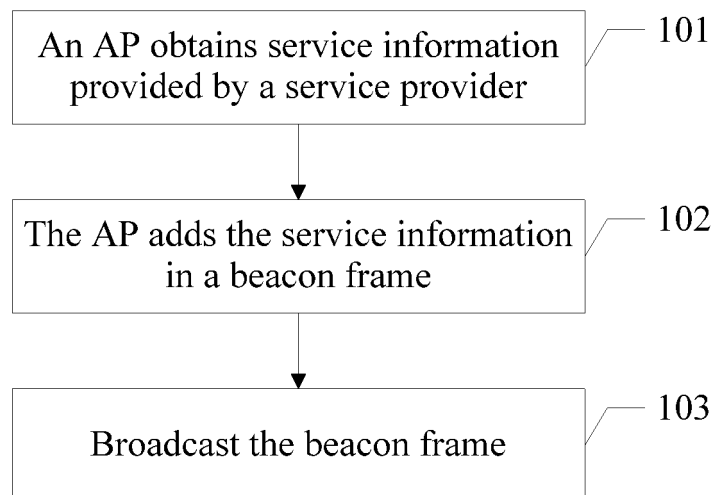 An AP obtains service information
provided by a service provider
101
The AP adds the service information
in a beacon frame
102
Broadcast the beacon frame
103